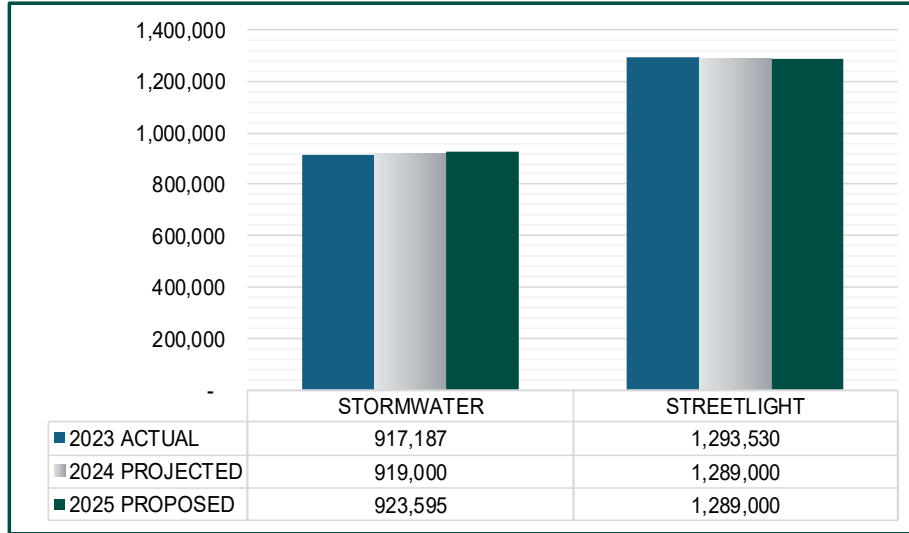 1,400,000
1,200,000
1,000,000
800,000
600,000
400,000
200,000
-
STORMWATER STREETLIGHT
2023 ACTUAL 917,187 1,293,530
2024 PROJECTED 919,000 1,289,000
2025 PROPOSED 923,595 1,289,000